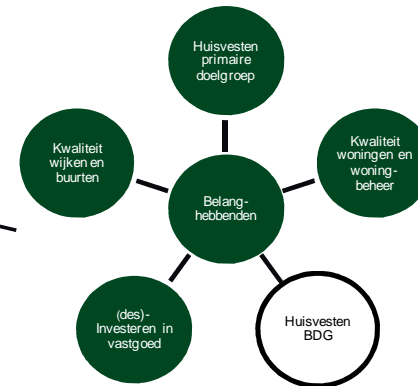 Huisvesten
primaire
doelgroep
Kwaliteit
wijken en
buurten
Kwaliteit
woningen en
woning-
beheer
Belang-
hebbenden
(des)-
Investeren in
vastgoed
Huisvesten
BDG